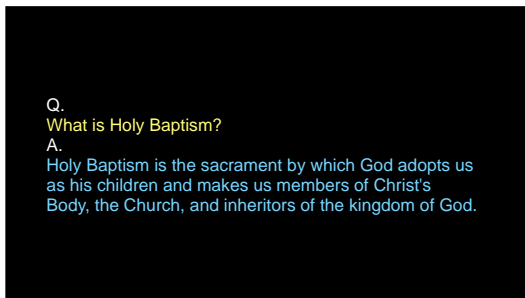 Q.
What is Holy Baptism?
A.
Holy Baptism is the sacrament by which God adopts us
as his children and makes us members of Christ's
Body, the Church, and inheritors of the kingdom of God.